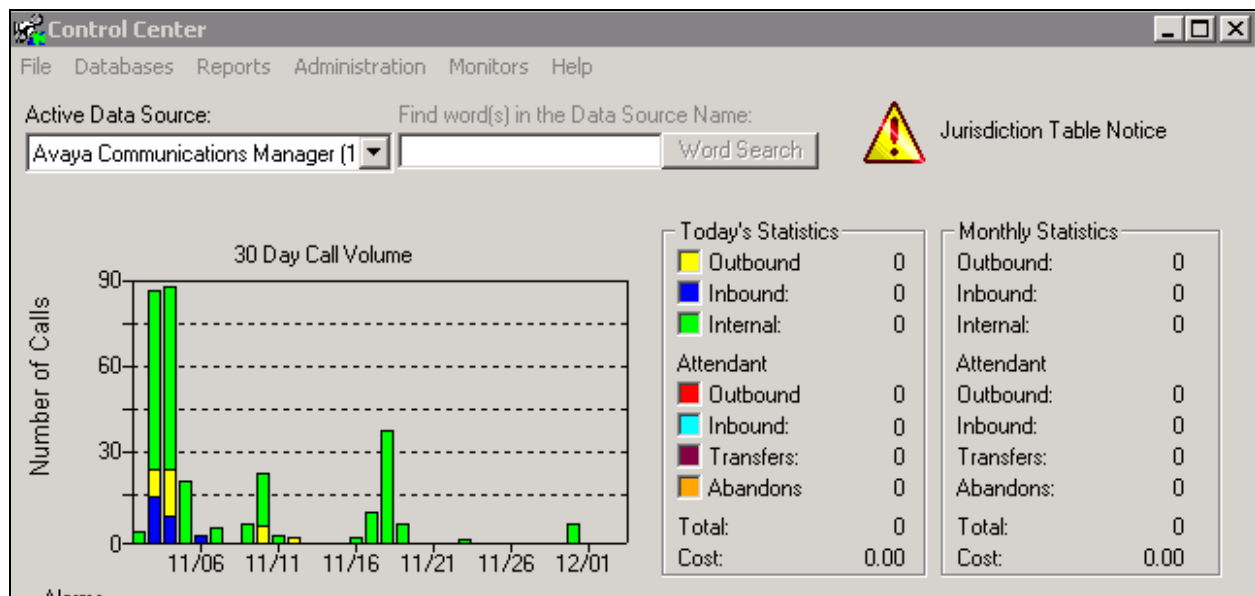 Control Center
File Databases Reports Administration Monitors Help
Active Data Source:
Find word(s) in the Data Source Name:
Avaya Communications Manager (1
Word Search
Jurisdiction Table Notice
30 Day Call Volume
Number of Calls
90
60
30
0
11/06 11/11 11/16 11/21 11/26 12/01
Today's Statistics
Outbound 0
Inbound: 0
Internal: 0
Attendant
Outbound 0
Inbound: 0
Transfers: 0
Abandons 0
Total: 0
Cost: 0.00
Monthly Statistics
Outbound: 0
Inbound: 0
Internal: 0
Attendant
Outbound: 0
Inbound: 0
Transfers: 0
Abandons: 0
Total: 0
Cost: 0.00